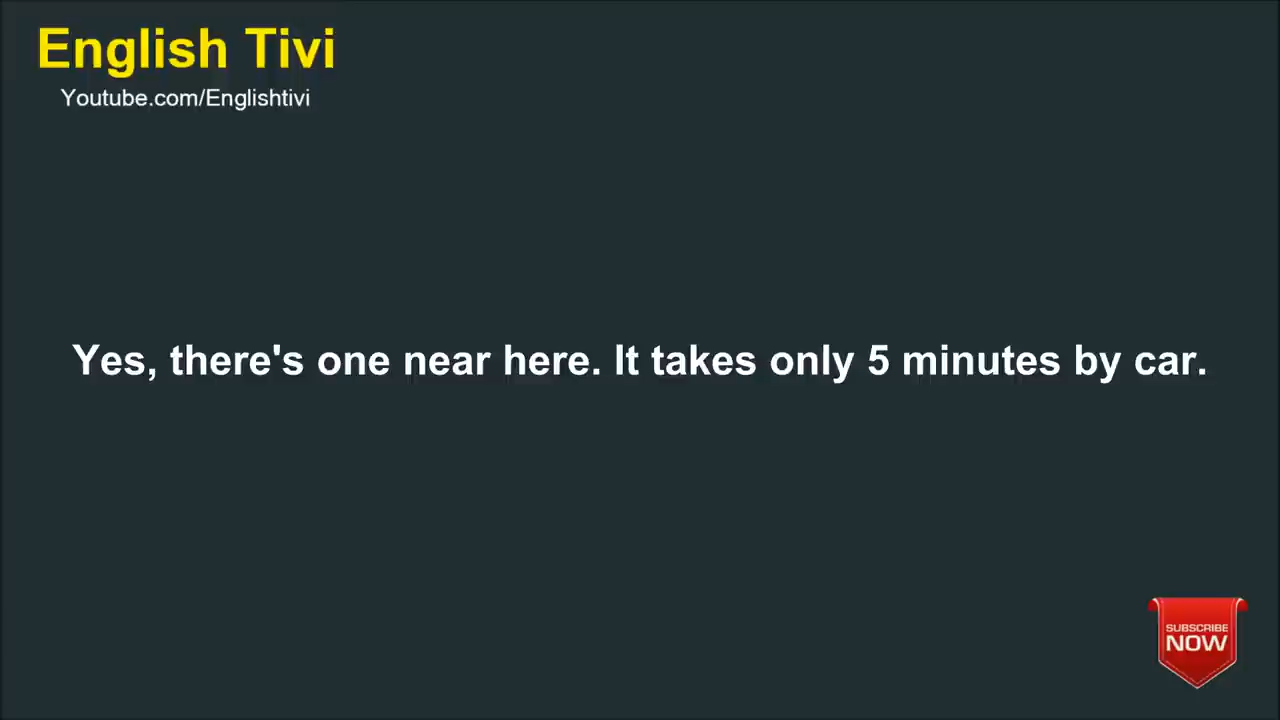 English Tivi
Youtube.com/Englishtivi
Yes, there's one near here. It takes only 5 minutes by car.
SUBSCRIBE
NOW